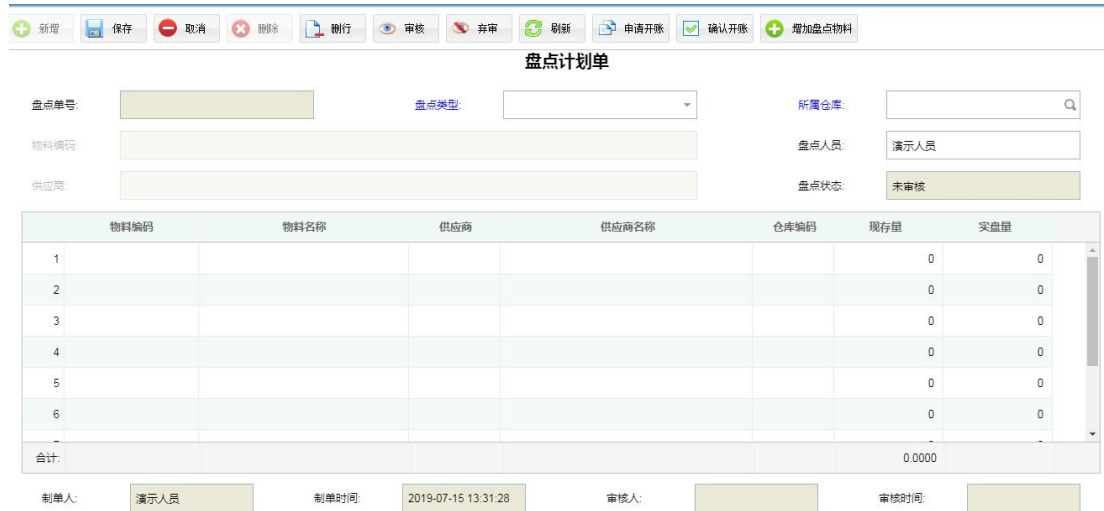 新增 保存 取消 删除 删行 审核 弃审 刷新 申请开账 确认开账 增加盘点物料
盘点计划单
盘点单号: 盘点类型: 所属仓库:
物料编码: 盘点人员: 演示人员
供应商: 盘点状态: 未审核
物料编码 物料名称 供应商 供应商名称 仓库编码 现存量 实盘量
1 0 0
2 0 0
3 0 0
4 0 0
5 0 0
6 0 0
合计: 0.0000
制单人: 演示人员 制单时间: 2019-07-15 13:31:28 审核人: 审核时间: